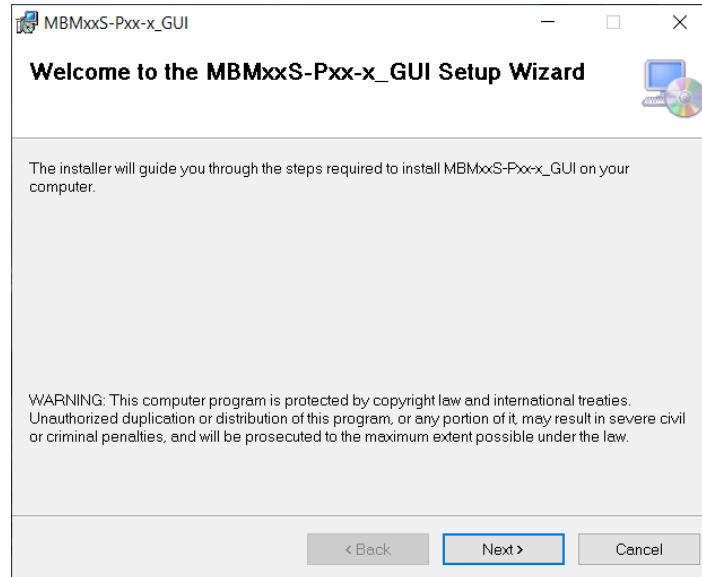 MBMxxS-Pxx-x_GUI
Welcome to the MBMxxS-Pxx-x_GUI Setup Wizard
The installer will guide you through the steps required to install MBMxxS-Pxx-x_GUI on your
computer.
WARNING: This computer program is protected by copyright law and international treaties.
Unauthorized duplication or distribution of this program, or any portion of it, may result in severe civil
or criminal penalties, and will be prosecuted to the maximum extent possible under the law.
< Back Next > Cancel